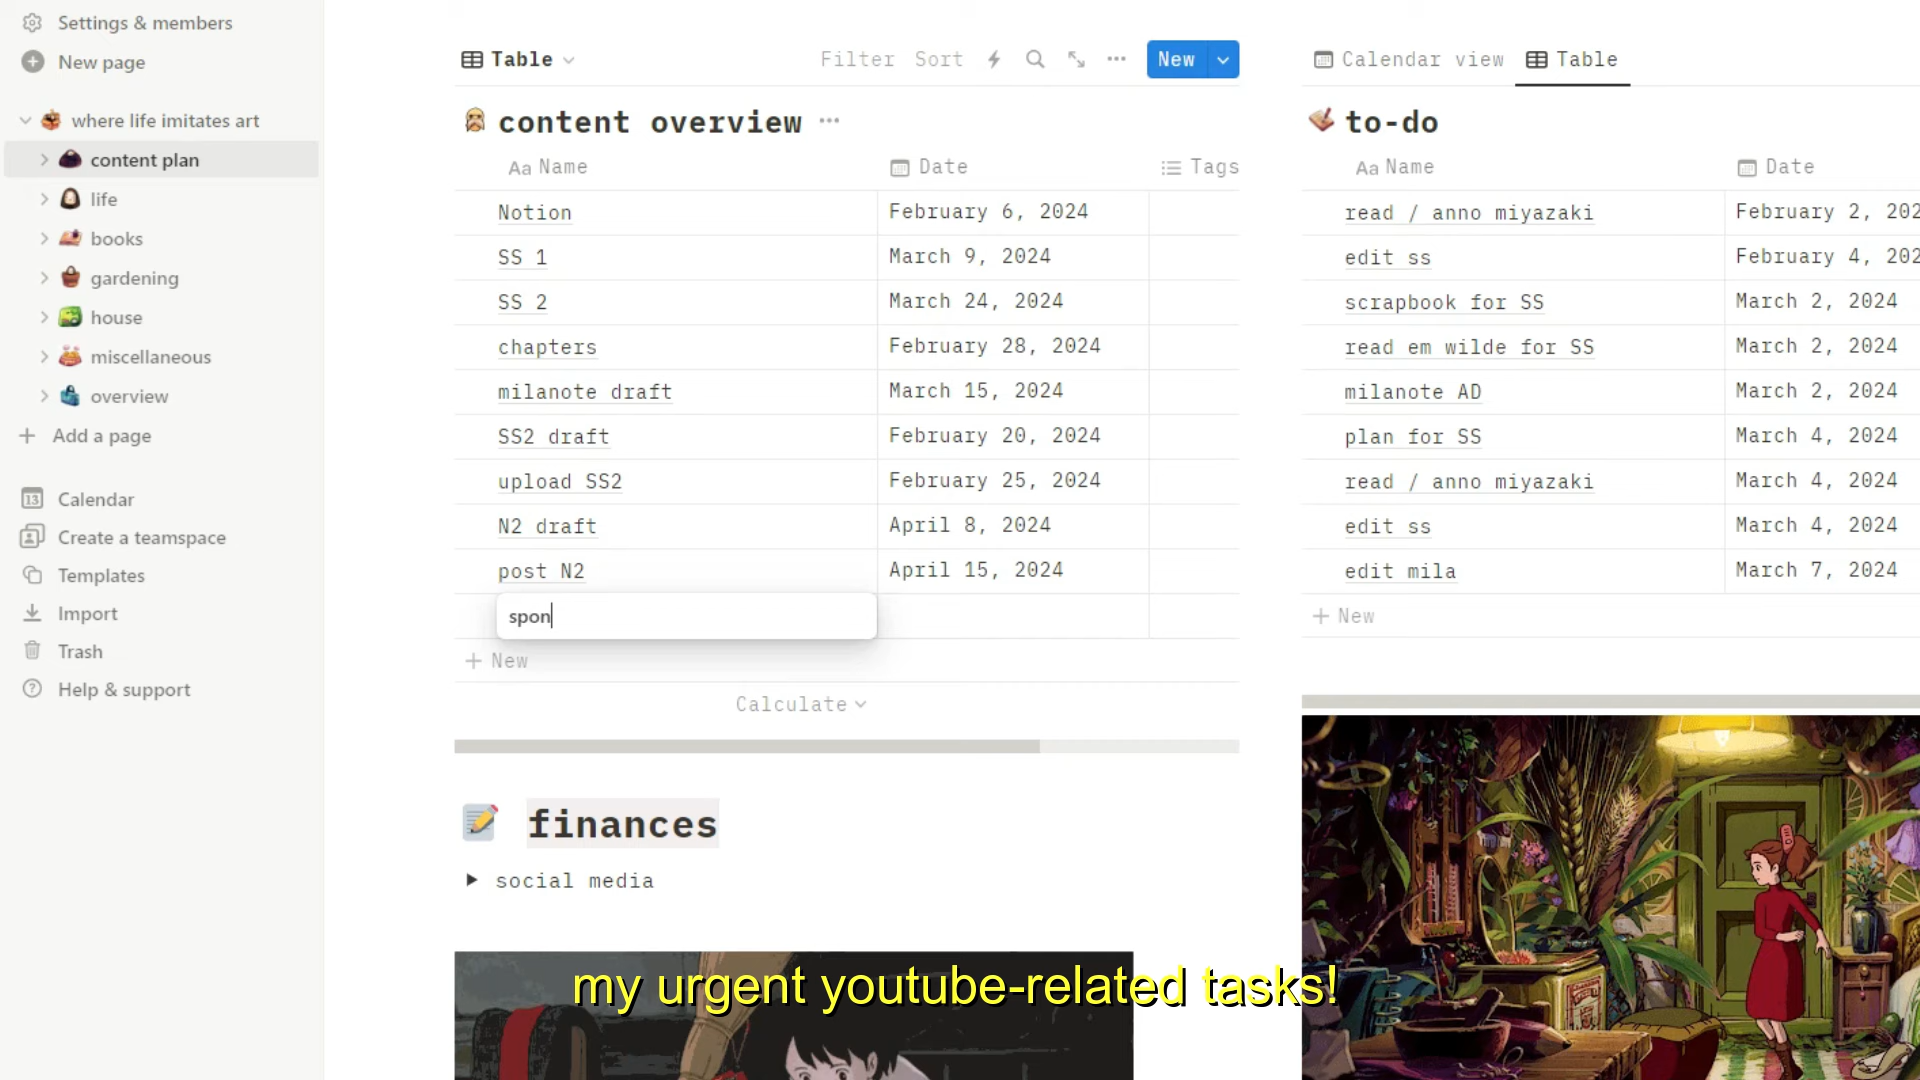 Settings & members
New page
where life imitates art
content plan
life
books
gardening
house
miscellaneous
overview
Add a page
13 Calendar
Create a teamspace
Templates
Import
Trash
Help & support
Table
Filter Sort New
content overview
Aa Name Date Tags
Notion February 6, 2024
SS 1 March 9, 2024
SS 2 March 24, 2024
chapters February 28, 2024
milanote draft March 15, 2024
SS2 draft February 20, 2024
upload SS2 February 25, 2024
N2 draft April 8, 2024
post N2 April 15, 2024
spon
+ New
Calculate
finances
social media
Calendar view Table
to-do
Aa Name Date
read / anno miyazaki February 2, 202
edit ss February 4, 202
scrapbook for SS March 2, 2024
read em wilde for SS March 2, 2024
milanote AD March 2, 2024
plan for SS March 4, 2024
read / anno miyazaki March 4, 2024
edit ss March 4, 2024
edit mila March 7, 2024
+ New
my urgent youtube-related tasks!